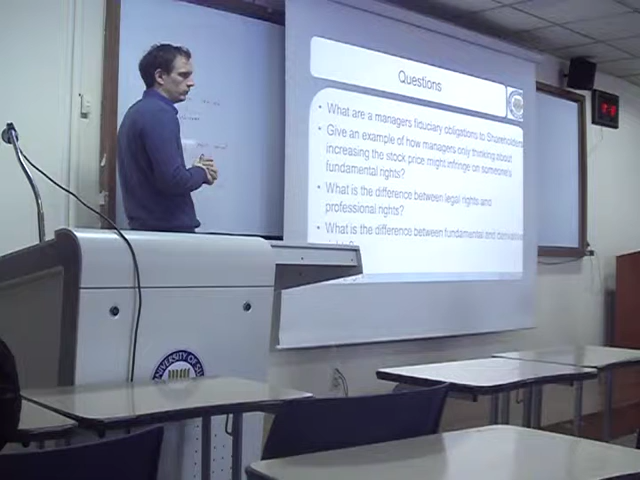 Questions
• What are a managers fiduciary obligations to Shareholders
• Give an example of how managers only thinking about
increasing the stock price might infringe on someone's
fundamental rights?
• What is the difference between legal rights and
professional rights?
• What is the difference between fundamental and
UNIVERSITY OF